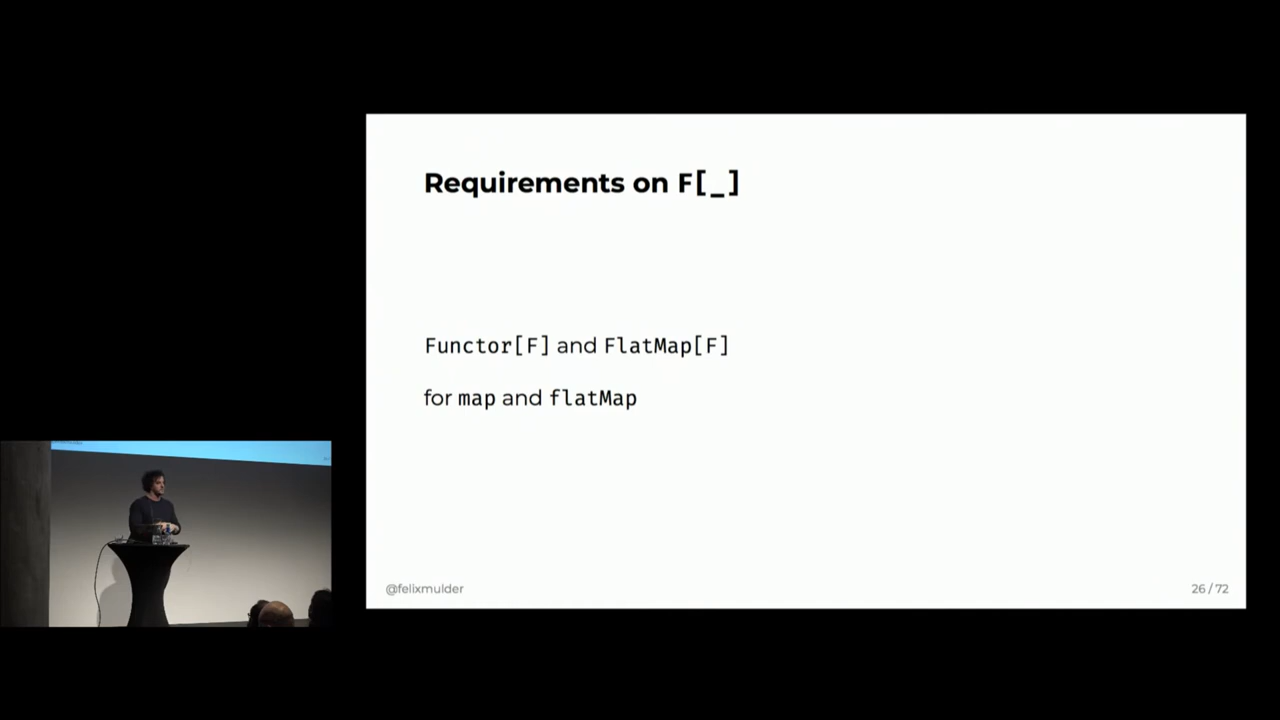 Requirements on F[_]
Functor[F] and FlatMap[F]
for map and flatMap
@felixmulder
26 / 72